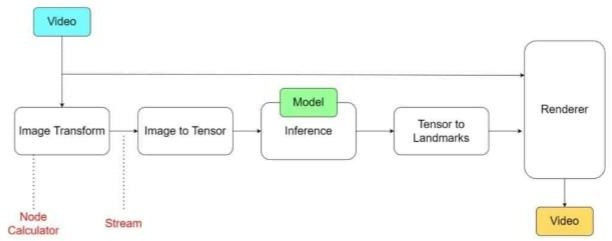 Video
Model
Image Transform
Image to Tensor
Inference
Tensor to
Landmarks
Renderer
Node
Calculator
Stream
Video